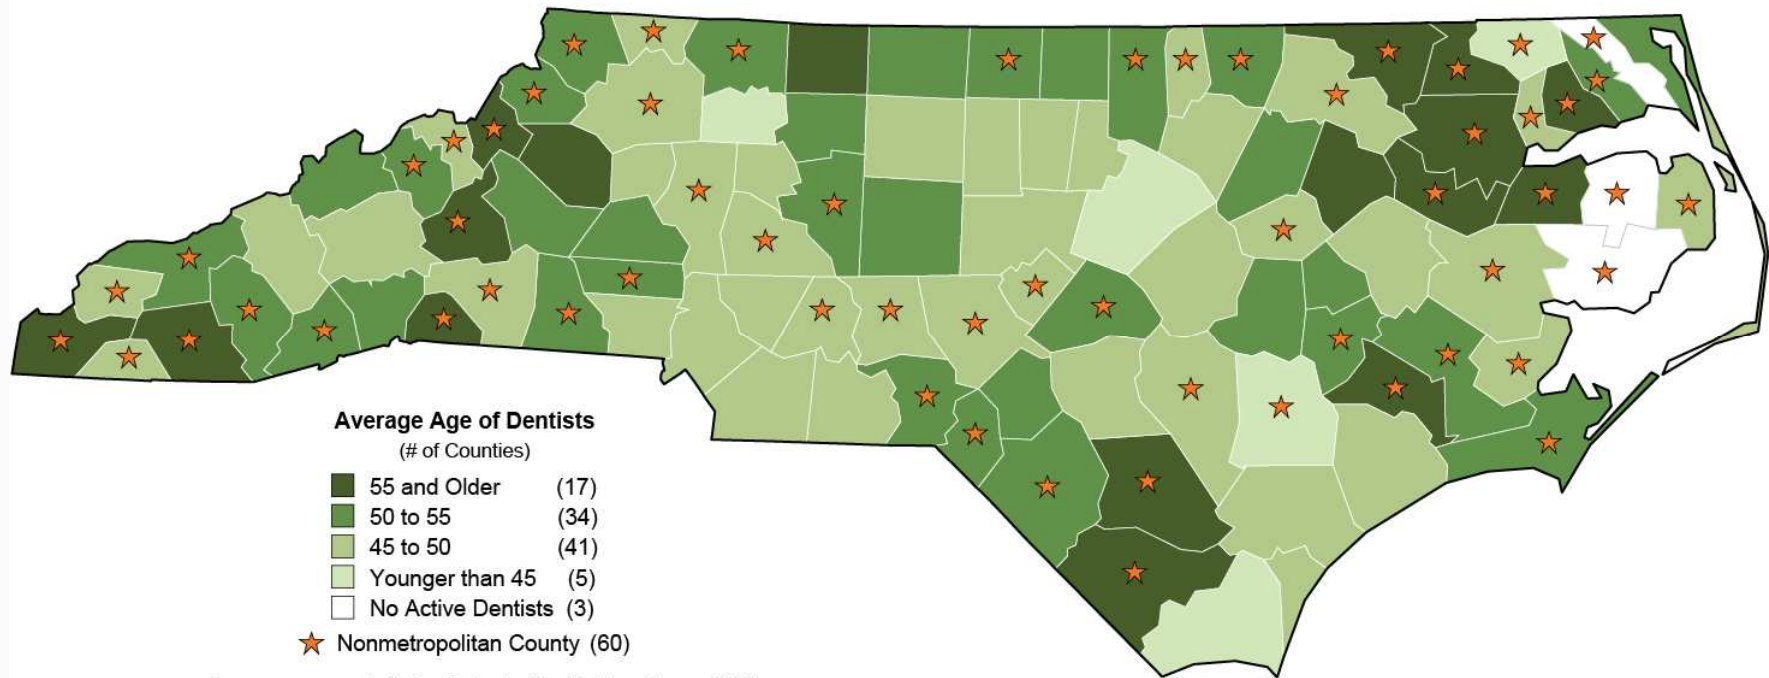 Average Age of Dentists
(# of Counties)
55 and Older (17)
50 to 55 (34)
45 to 50 (41)
Younger than 45 (5)
No Active Dentists (3)
Nonmetropolitan County (60)